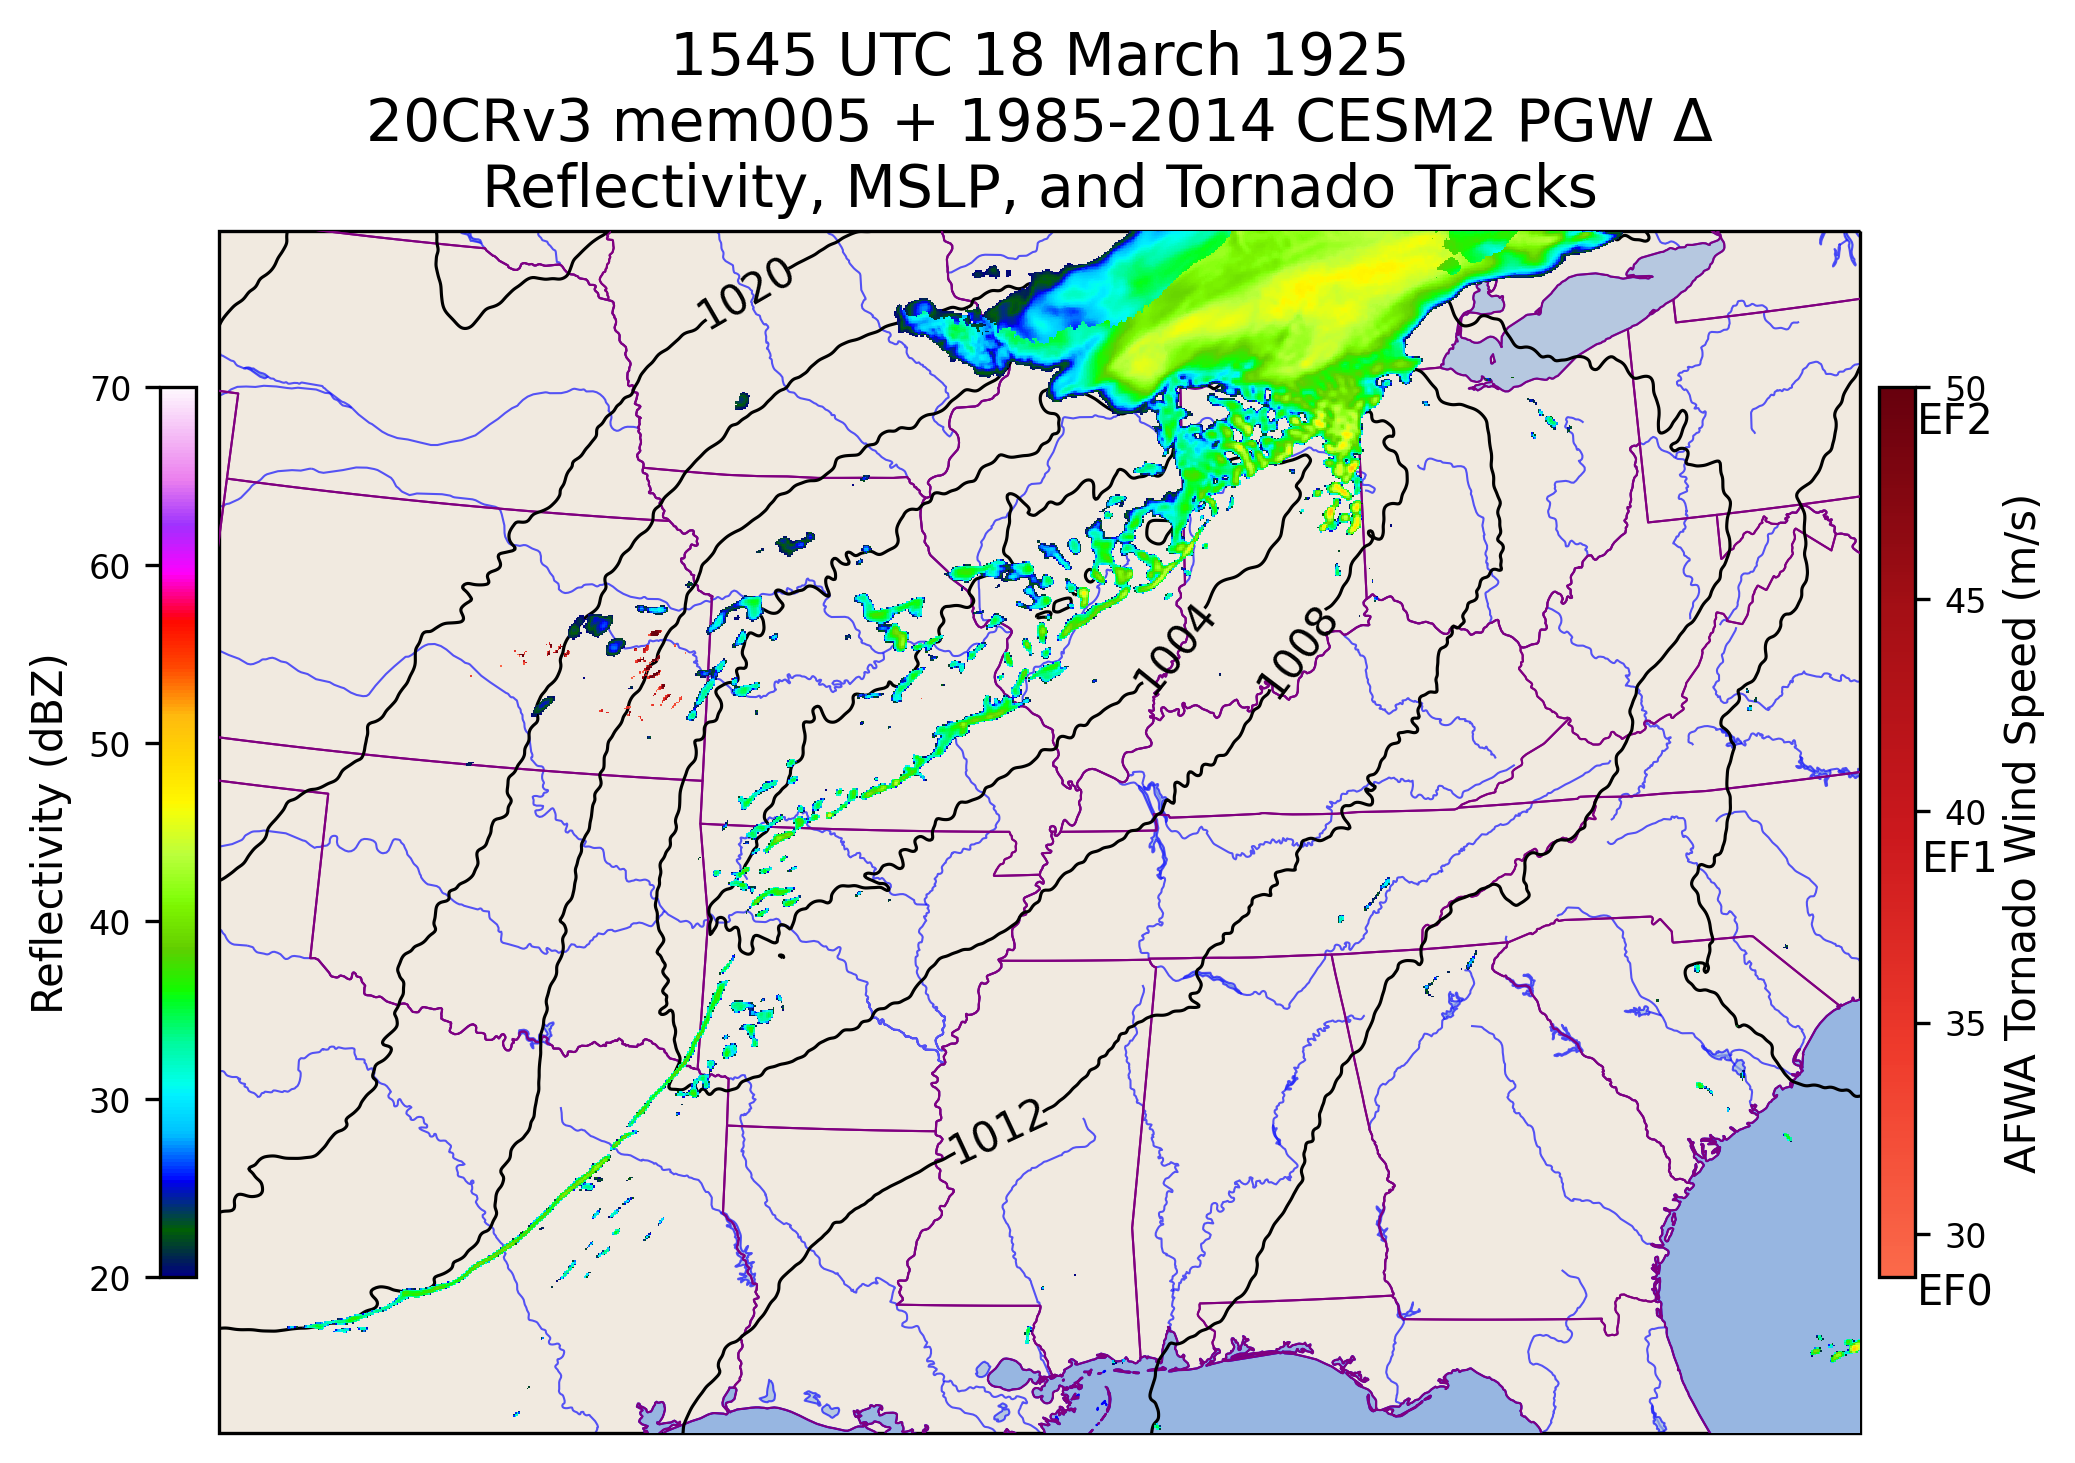 1545 UTC 18 March 1925
20CRv3 mem005 + 1985-2014 CESM2 PGW Δ
Reflectivity, MSLP, and Tornado Tracks
1020
1004
1008
1012
70
60
50
40
30
20
Reflectivity (dBZ)
50
EF2
45
40
EF1
35
30
EF0
AFWA Tornado Wind Speed (m/s)